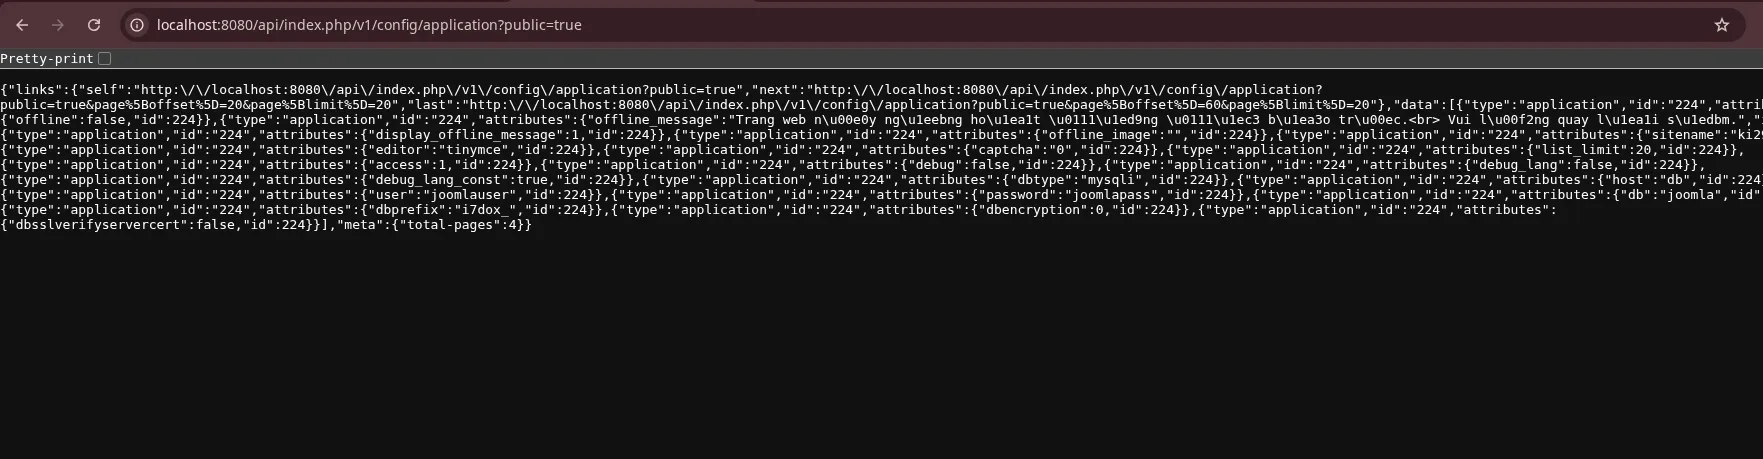 localhost:8080/api/index.php/v1/config/application?public=true
Pretty-print
{"links":{"self":"http:\/\/localhost:8080\/api\/index.php\/v1\/config\/application?public=true","next":"http:\/\/localhost:8080\/api\/index.php\/v1\/config\/application?
public=true&page%5Boffset%5D=20&page%5Blimit%5D=20","last":"http:\/\/localhost:8080\/api\/index.php\/v1\/config\/application?public=true&page%5Boffset%5D=60&page%5Blimit%5D=20"},"data":[{"type":"application","id":"224","attri
{"offline":false,"id":224}},{"type":"application","id":"224","attributes":{"offline_message":"Trang web n\u00e0y ng\u1eebng ho\u1ea1t \u0111\u1ed9ng \u0111\u1ec3 b\u1ea3o tr\u00ec.<br> Vui l\u00f2ng quay l\u1ea1i s\u1edbm.","
{"type":"application","id":"224","attributes":{"display_offline_message":1,"id":224}},{"type":"application","id":"224","attributes":{"offline_image":"","id":224}},{"type":"application","id":"224","attributes":{"sitename":"ki2
{"type":"application","id":"224","attributes":{"editor":"tinymce","id":224}},{"type":"application","id":"224","attributes":{"captcha":"0","id":224}},{"type":"application","id":"224","attributes":{"list_limit":20,"id":224}},
{"type":"application","id":"224","attributes":{"access":1,"id":224}},{"type":"application","id":"224","attributes":{"debug":false,"id":224}},{"type":"application","id":"224","attributes":{"debug_lang":false,"id":224}},
{"type":"application","id":"224","attributes":{"debug_lang_const":true,"id":224}},{"type":"application","id":"224","attributes":{"dbtype":"mysqli","id":224}},{"type":"application","id":"224","attributes":{"host":"db","id":224
{"type":"application","id":"224","attributes":{"user":"joomlauser","id":224}},{"type":"application","id":"224","attributes":{"password":"joomlapass","id":224}},{"type":"application","id":"224","attributes":{"db":"joomla","id"
{"type":"application","id":"224","attributes":{"dbprefix":"i7dox_","id":224}},{"type":"application","id":"224","attributes":{"dbencryption":0,"id":224}},{"type":"application","id":"224","attributes":
{"dbsslverifyservercert":false,"id":224}}],"meta":{"total-pages":4}}